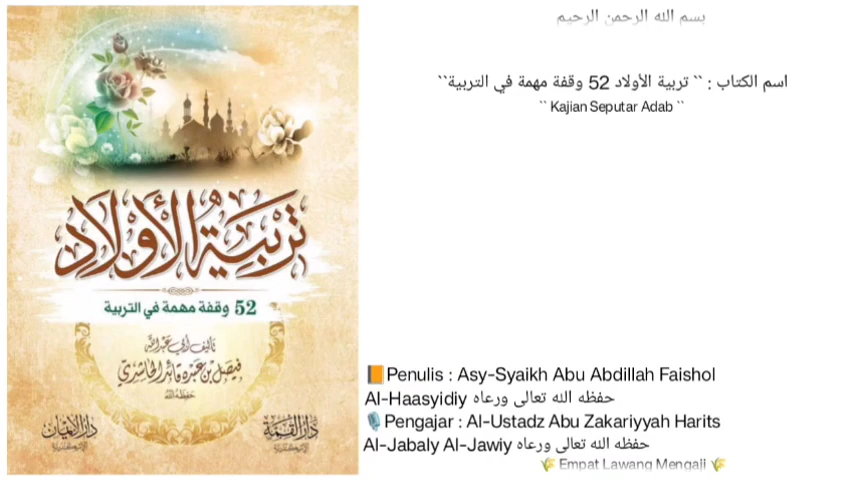 بسم الله الرحمن الرحيم
اسم الكتاب : `` تربية الأولاد 52 وقفة مهمة في التربية``
`` Kajian Seputar Adab ``
تربية الأولاد
52 وقفة مهمة في التربية
تأليف أبي عبد الله
فيصل بن عبده قائد الحاشدي
حفظه الله
دار القمة
دار الإيمان
📙Penulis : Asy-Syaikh Abu Abdillah Faishol
Al-Haasyidiy حفظه الله تعالى ورعاه
🎙️Pengajar : Al-Ustadz Abu Zakariyyah Harits
Al-Jabaly Al-Jawiy حفظه الله تعالى ورعاه
🌾 Empat Lawang Mengaji 🌾